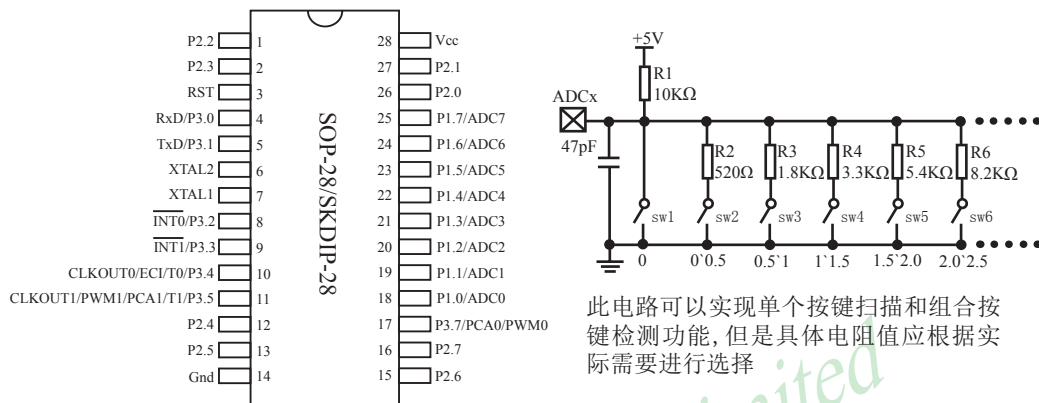 P2.2 1
P2.3 2
RST 3
RxD/P3.0 4
TxD/P3.1 5
XTAL2 6
XTAL1 7
INT0/P3.2 8
INT1/P3.3 9
CLKOUT0/ECI/T0/P3.4 10
CLKOUT1/PWM1/PCA1/T1/P3.5 11
P2.4 12
P2.5 13
Gnd 14
SOP-28/SKDIP-28
28 Vcc
27 P2.1
26 P2.0
25 P1.7/ADC7
24 P1.6/ADC6
23 P1.5/ADC5
22 P1.4/ADC4
21 P1.3/ADC3
20 P1.2/ADC2
19 P1.1/ADC1
18 P1.0/ADC0
17 P3.7/PCA0/PWM0
16 P2.7
15 P2.6
+5V
R1
10KΩ
ADCx
47pF
R2
520Ω
R3
1.8KΩ
R4
3.3KΩ
R5
5.4KΩ
R6
8.2KΩ
sw1 sw2 sw3 sw4 sw5 sw6
0 0`0.5 0.5`1 1`1.5 1.5`2.0 2.0`2.5
此电路可以实现单个按键扫描和组合按
键检测功能,但是具体电阻值应根据实
际需要进行选择